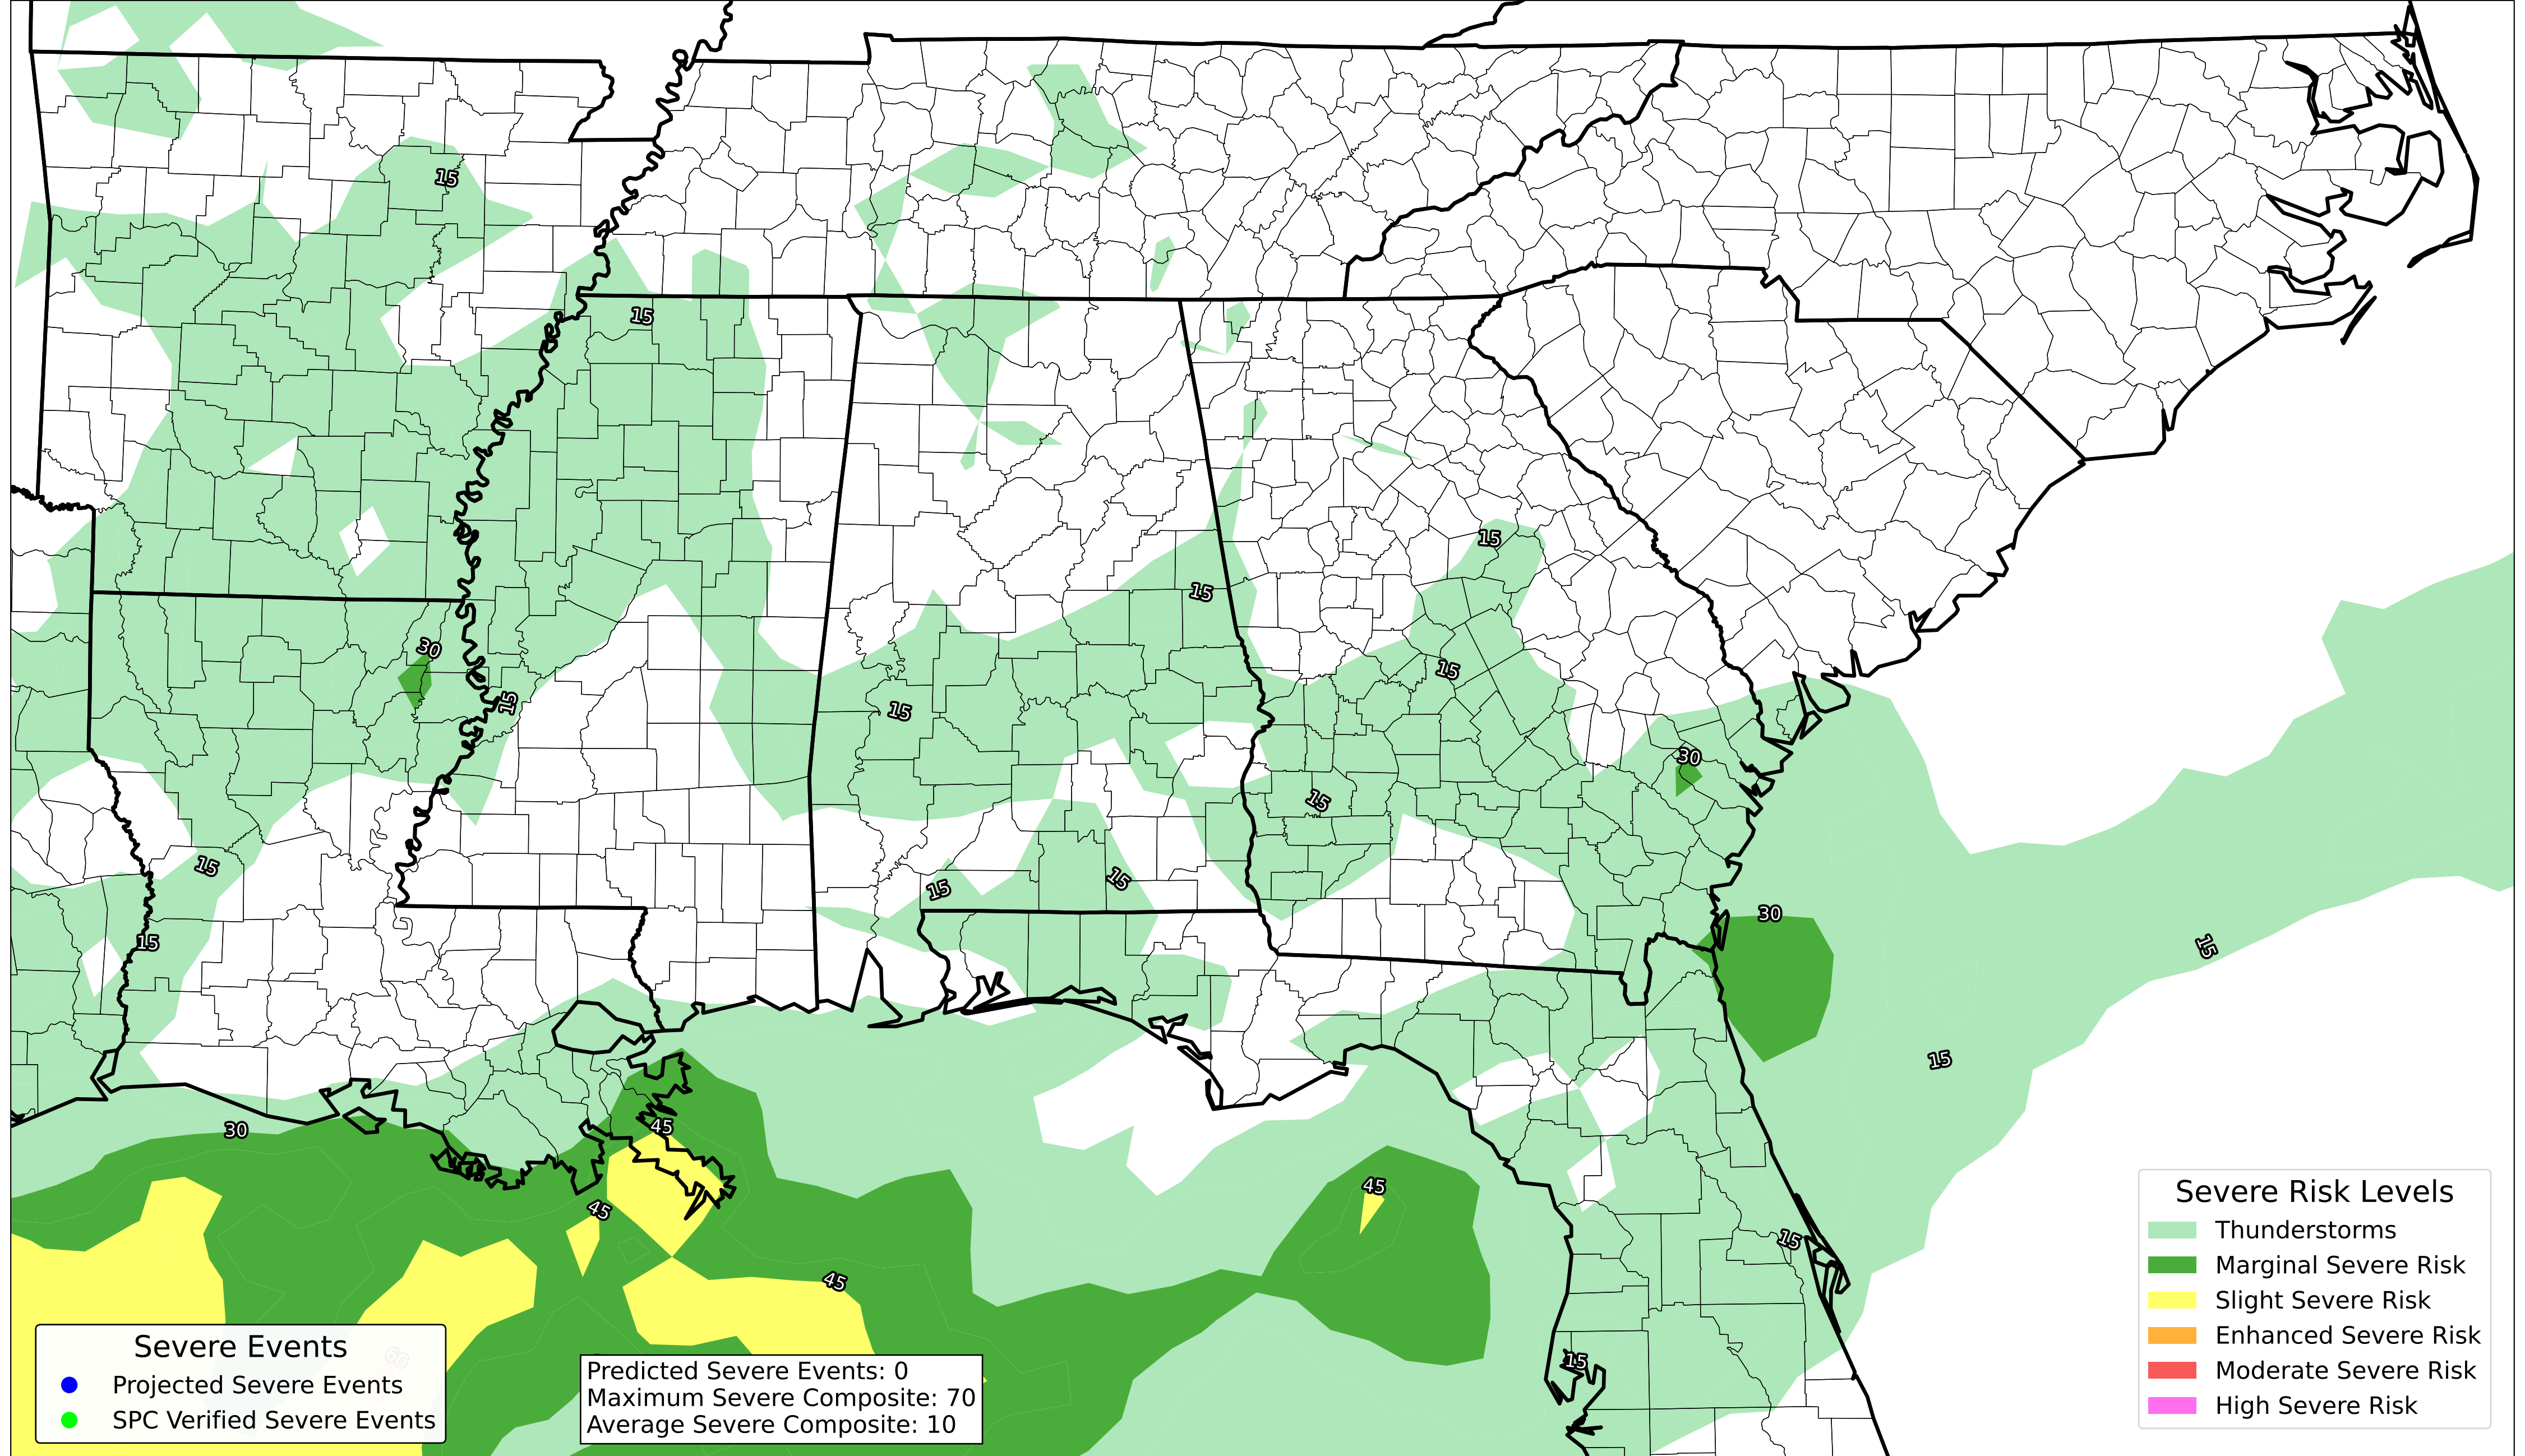 15
15
15
15
30
15
15
15
15
30
15
15
15
15
30
15
15
15
30
45
45
15
45
45
15
60
Severe Events
Projected Severe Events
SPC Verified Severe Events
Predicted Severe Events: 0
Maximum Severe Composite: 70
Average Severe Composite: 10
Severe Risk Levels
Thunderstorms
Marginal Severe Risk
Slight Severe Risk
Enhanced Severe Risk
Moderate Severe Risk
High Severe Risk